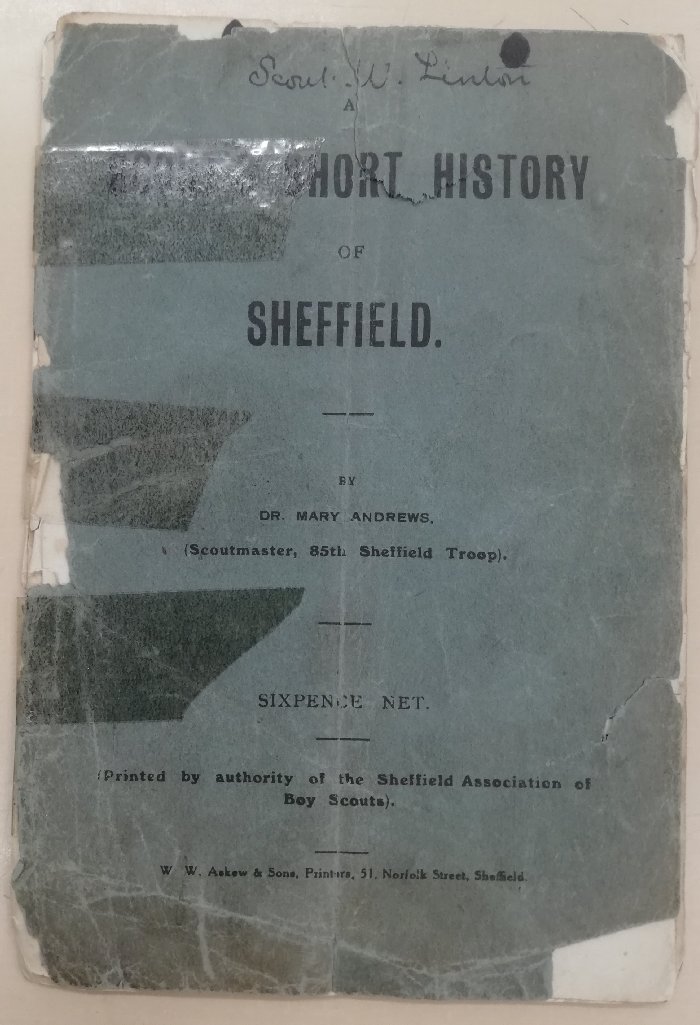 Scout. W. Linton
A
SHORT HISTORY
OF
SHEFFIELD.
BY
DR. MARY ANDREWS,
(Scoutmaster, 85th Sheffield Troop).
SIXPENCE NET.
(Printed by authority of the Sheffield Association of
Boy Scouts).
W. W. Askew & Sons, Printers, 51, Norfolk Street, Sheffield.